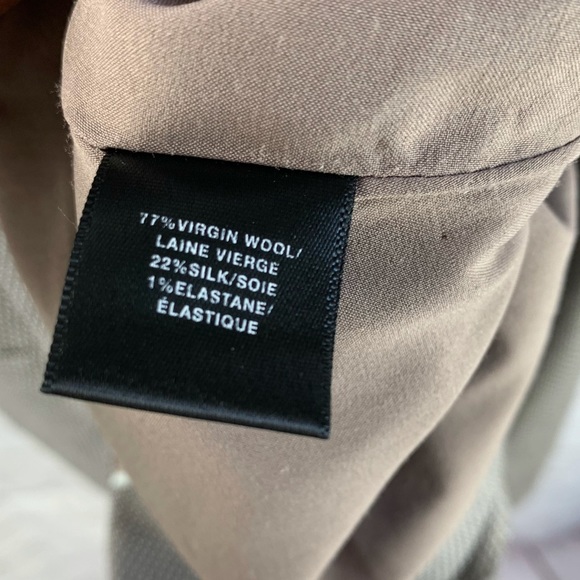 77%VIRGIN WOOL/
LAINE VIERGE
22%SILK/SOIE
1%ELASTANE/
ÉLASTIQUE